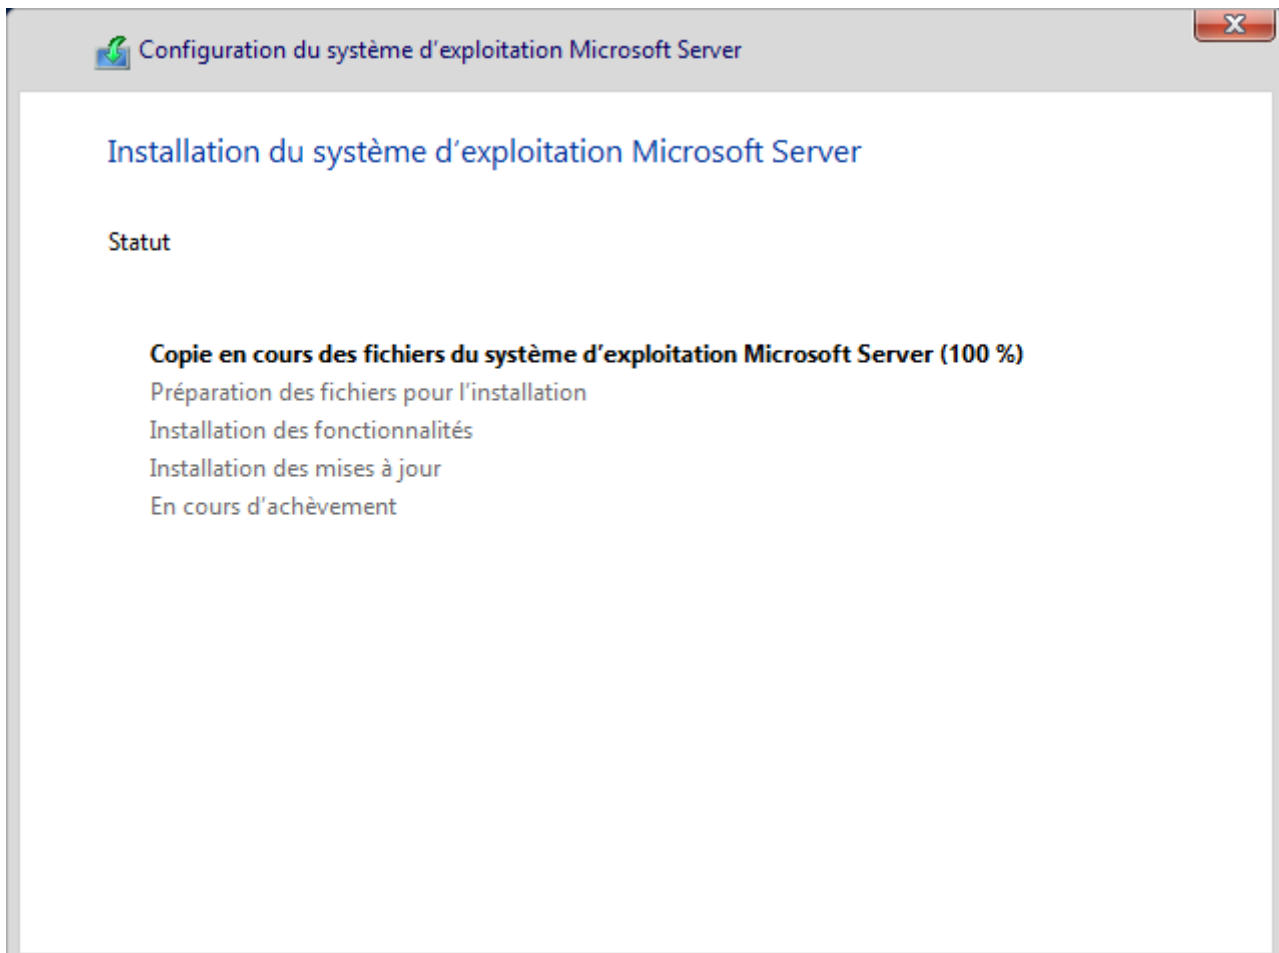 Configuration du système d’exploitation Microsoft Server
Installation du système d’exploitation Microsoft Server
Statut
Copie en cours des fichiers du système d’exploitation Microsoft Server (100 %)
Préparation des fichiers pour l’installation
Installation des fonctionnalités
Installation des mises à jour
En cours d’achèvement